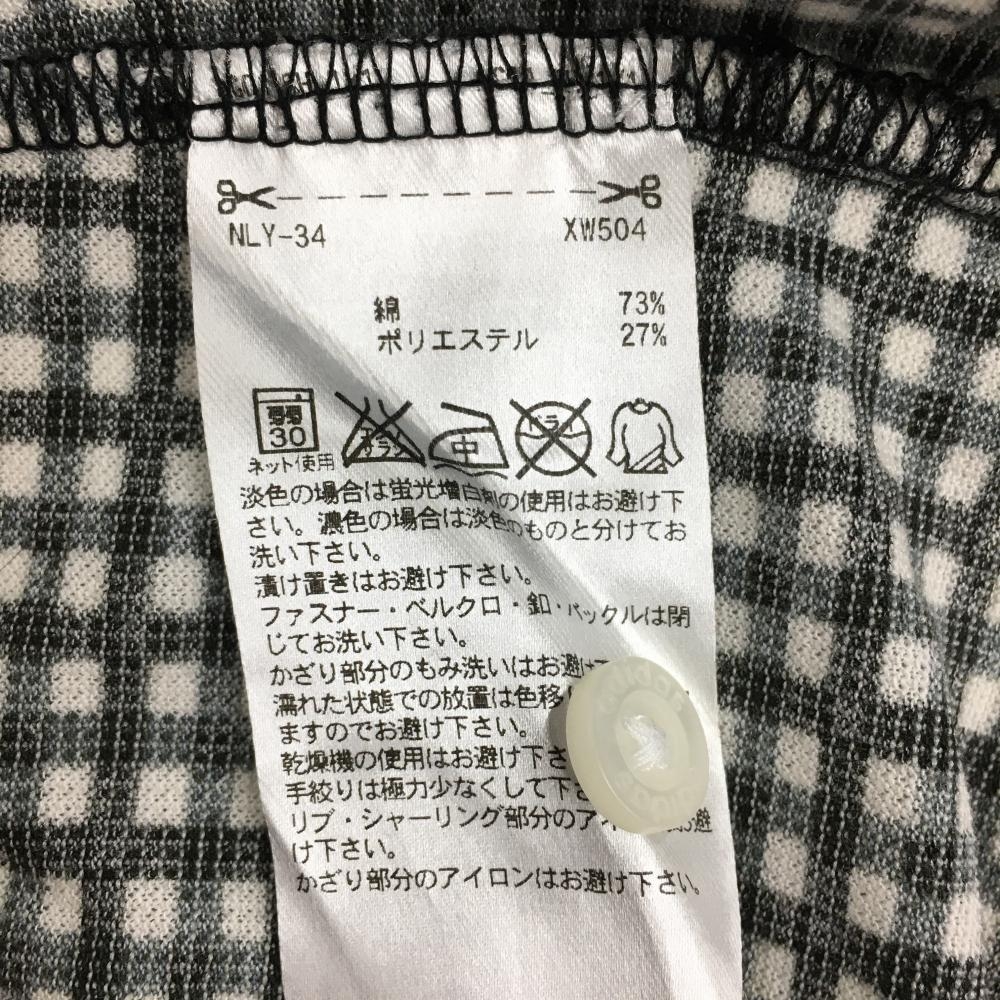 NLY-34 XW504
綿 73%
ポリエステル 27%
30
中
ドライ
ネット使用
淡色の場合は蛍光増白剤の使用はお避け下
さい。濃色の場合は淡色のものと分けてお
洗い下さい。
漬け置きはお避け下さい。
ファスナー・ベルクロ・釦・バックルは閉
じてお洗い下さい。
かざり部分のもみ洗いはお避け
濡れた状態での放置は色移
ますのでお避け下さい。
乾燥機の使用はお避け下
手絞りは極力少なくして下さ
リブ・シャーリング部分のアイ 避
け下さい。
かざり部分のアイロンはお避け下さい。